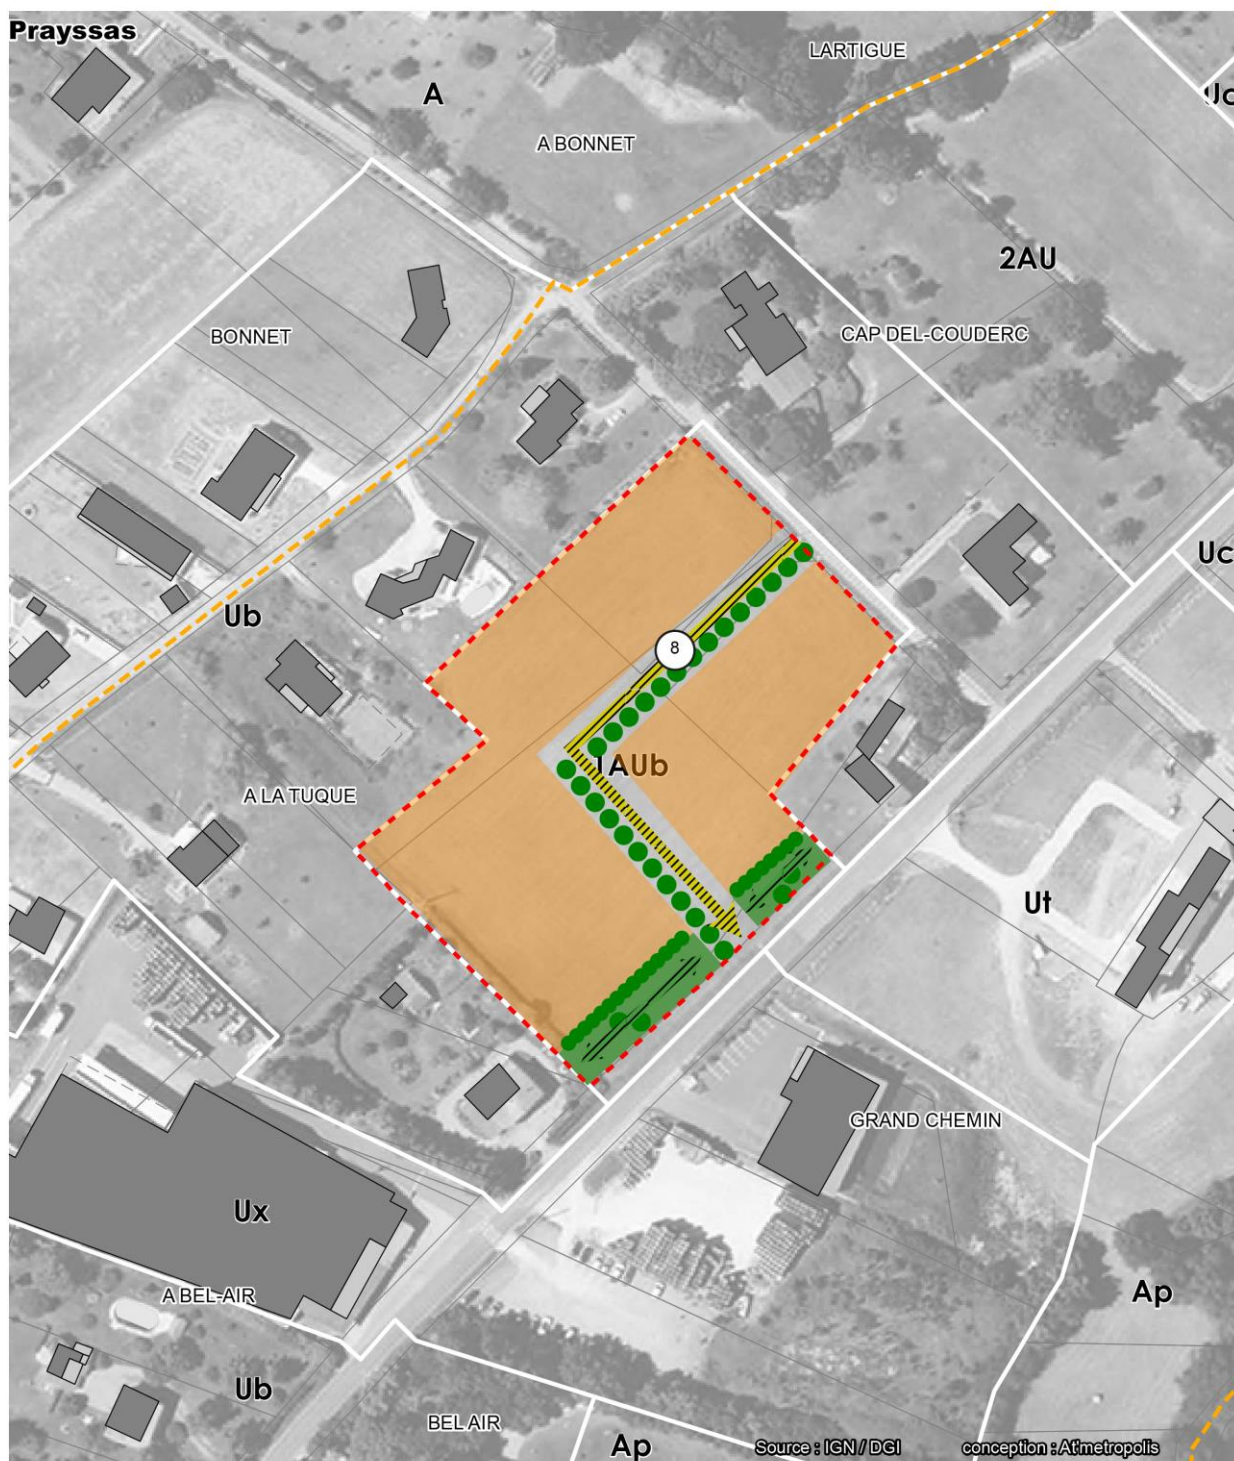 Prayssas
LARTIGUE
A
Uc
A BONNET
2AU
BONNET
CAP DEL-COUDERC
Uc
Ub
8
1AUb
A LA TUQUE
Ut
GRAND CHEMIN
Ux
A BEL-AIR
Ap
Ub
BEL AIR
Ap
Source : IGN / DGI
conception : At'metropolis